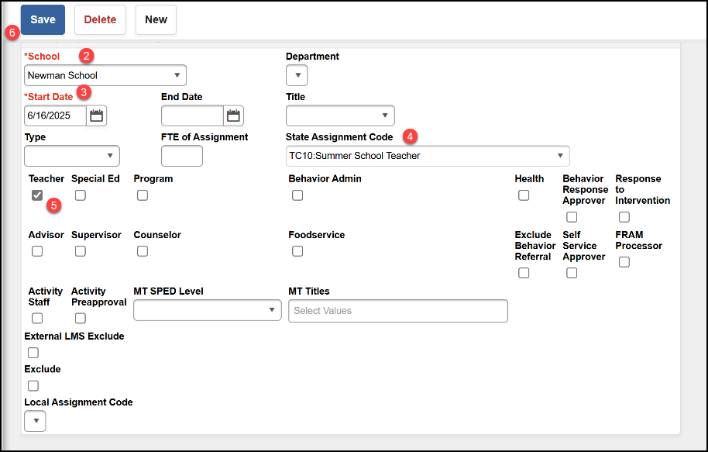 Save Delete New
6
*School 2 Department
Newman School
*Start Date 3 End Date Title
6/16/2025
Type FTE of Assignment State Assignment Code 4
TC10:Summer School Teacher
Teacher Special Ed Program Behavior Admin Health Behavior Response Approver Response to Intervention
5
Advisor Supervisor Counselor Foodservice Exclude Behavior Referral Self Service Approver FRAM Processor
Activity Staff Activity Preapproval MT SPED Level MT Titles
Select Values
External LMS Exclude
Exclude
Local Assignment Code